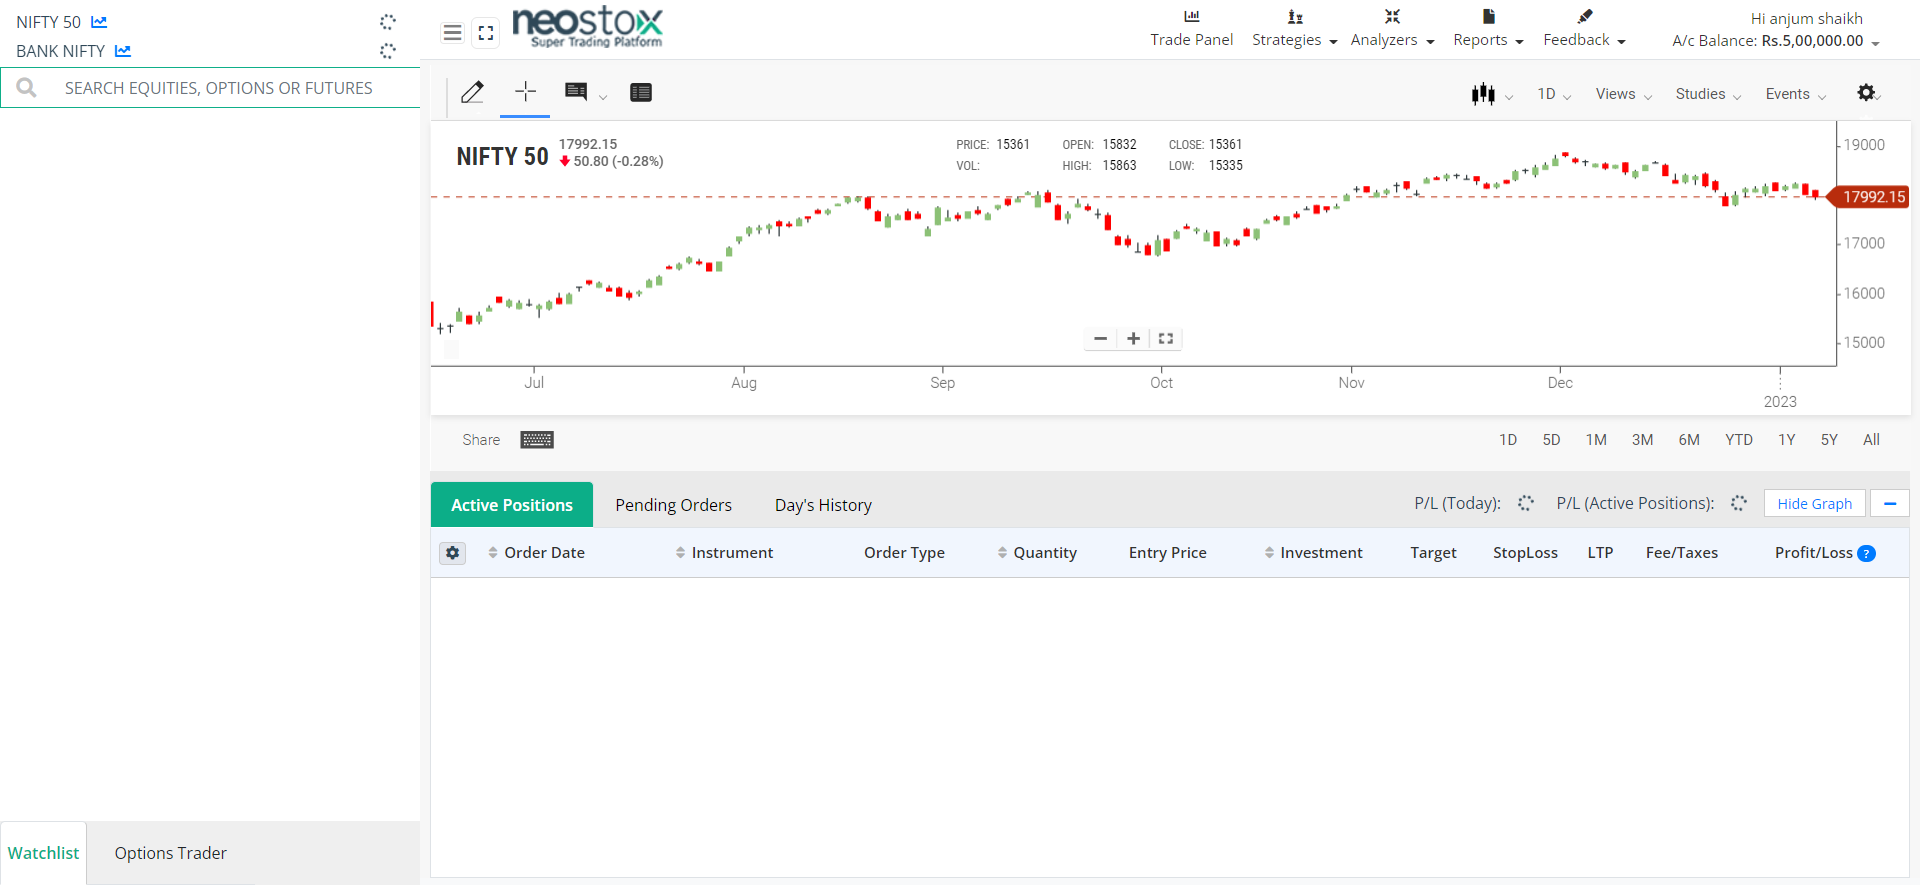 NIFTY 50
BANK NIFTY
SEARCH EQUITIES, OPTIONS OR FUTURES
neostox
Super Trading Platform
Trade Panel
Strategies
Analyzers
Reports
Feedback
Hi anjum shaikh
A/c Balance: Rs.5,00,000.00
1D
Views
Studies
Events
NIFTY 50
17992.15
50.80 (-0.28%)
PRICE: 15361 OPEN: 15832 CLOSE: 15361
VOL: HIGH: 15863 LOW: 15335
19000
17992.15
17000
16000
15000
Jul Aug Sep Oct Nov Dec
2023
Share
1D 5D 1M 3M 6M YTD 1Y 5Y All
Active Positions
Pending Orders
Day's History
P/L (Today):
P/L (Active Positions):
Hide Graph
Order Date Instrument Order Type Quantity Entry Price Investment Target StopLoss LTP Fee/Taxes Profit/Loss ?
Watchlist
Options Trader